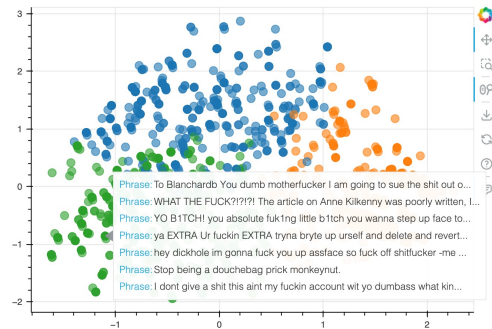 3
2
1
0
−1
−2
Phrase: To Blanchardb You dumb motherfucker I am going to sue the shit out o...
Phrase: WHAT THE FUCK?!?!?! The article on Anne Kilkenny was poorly written, I...
Phrase: YO B1TCH! you absolute fuk1ng little b1tch you wanna step up face to...
Phrase: ya EXTRA Ur fuckin EXTRA tryna bryte up urself and delete and revert...
Phrase: hey dickhole im gonna fuck you up assface so fuck off shitfucker -me ...
Phrase: Stop being a douchebag prick monkeynut.
Phrase: I dont give a shit this aint my fuckin account wit yo dumbass what kin...
−1 0 1 2